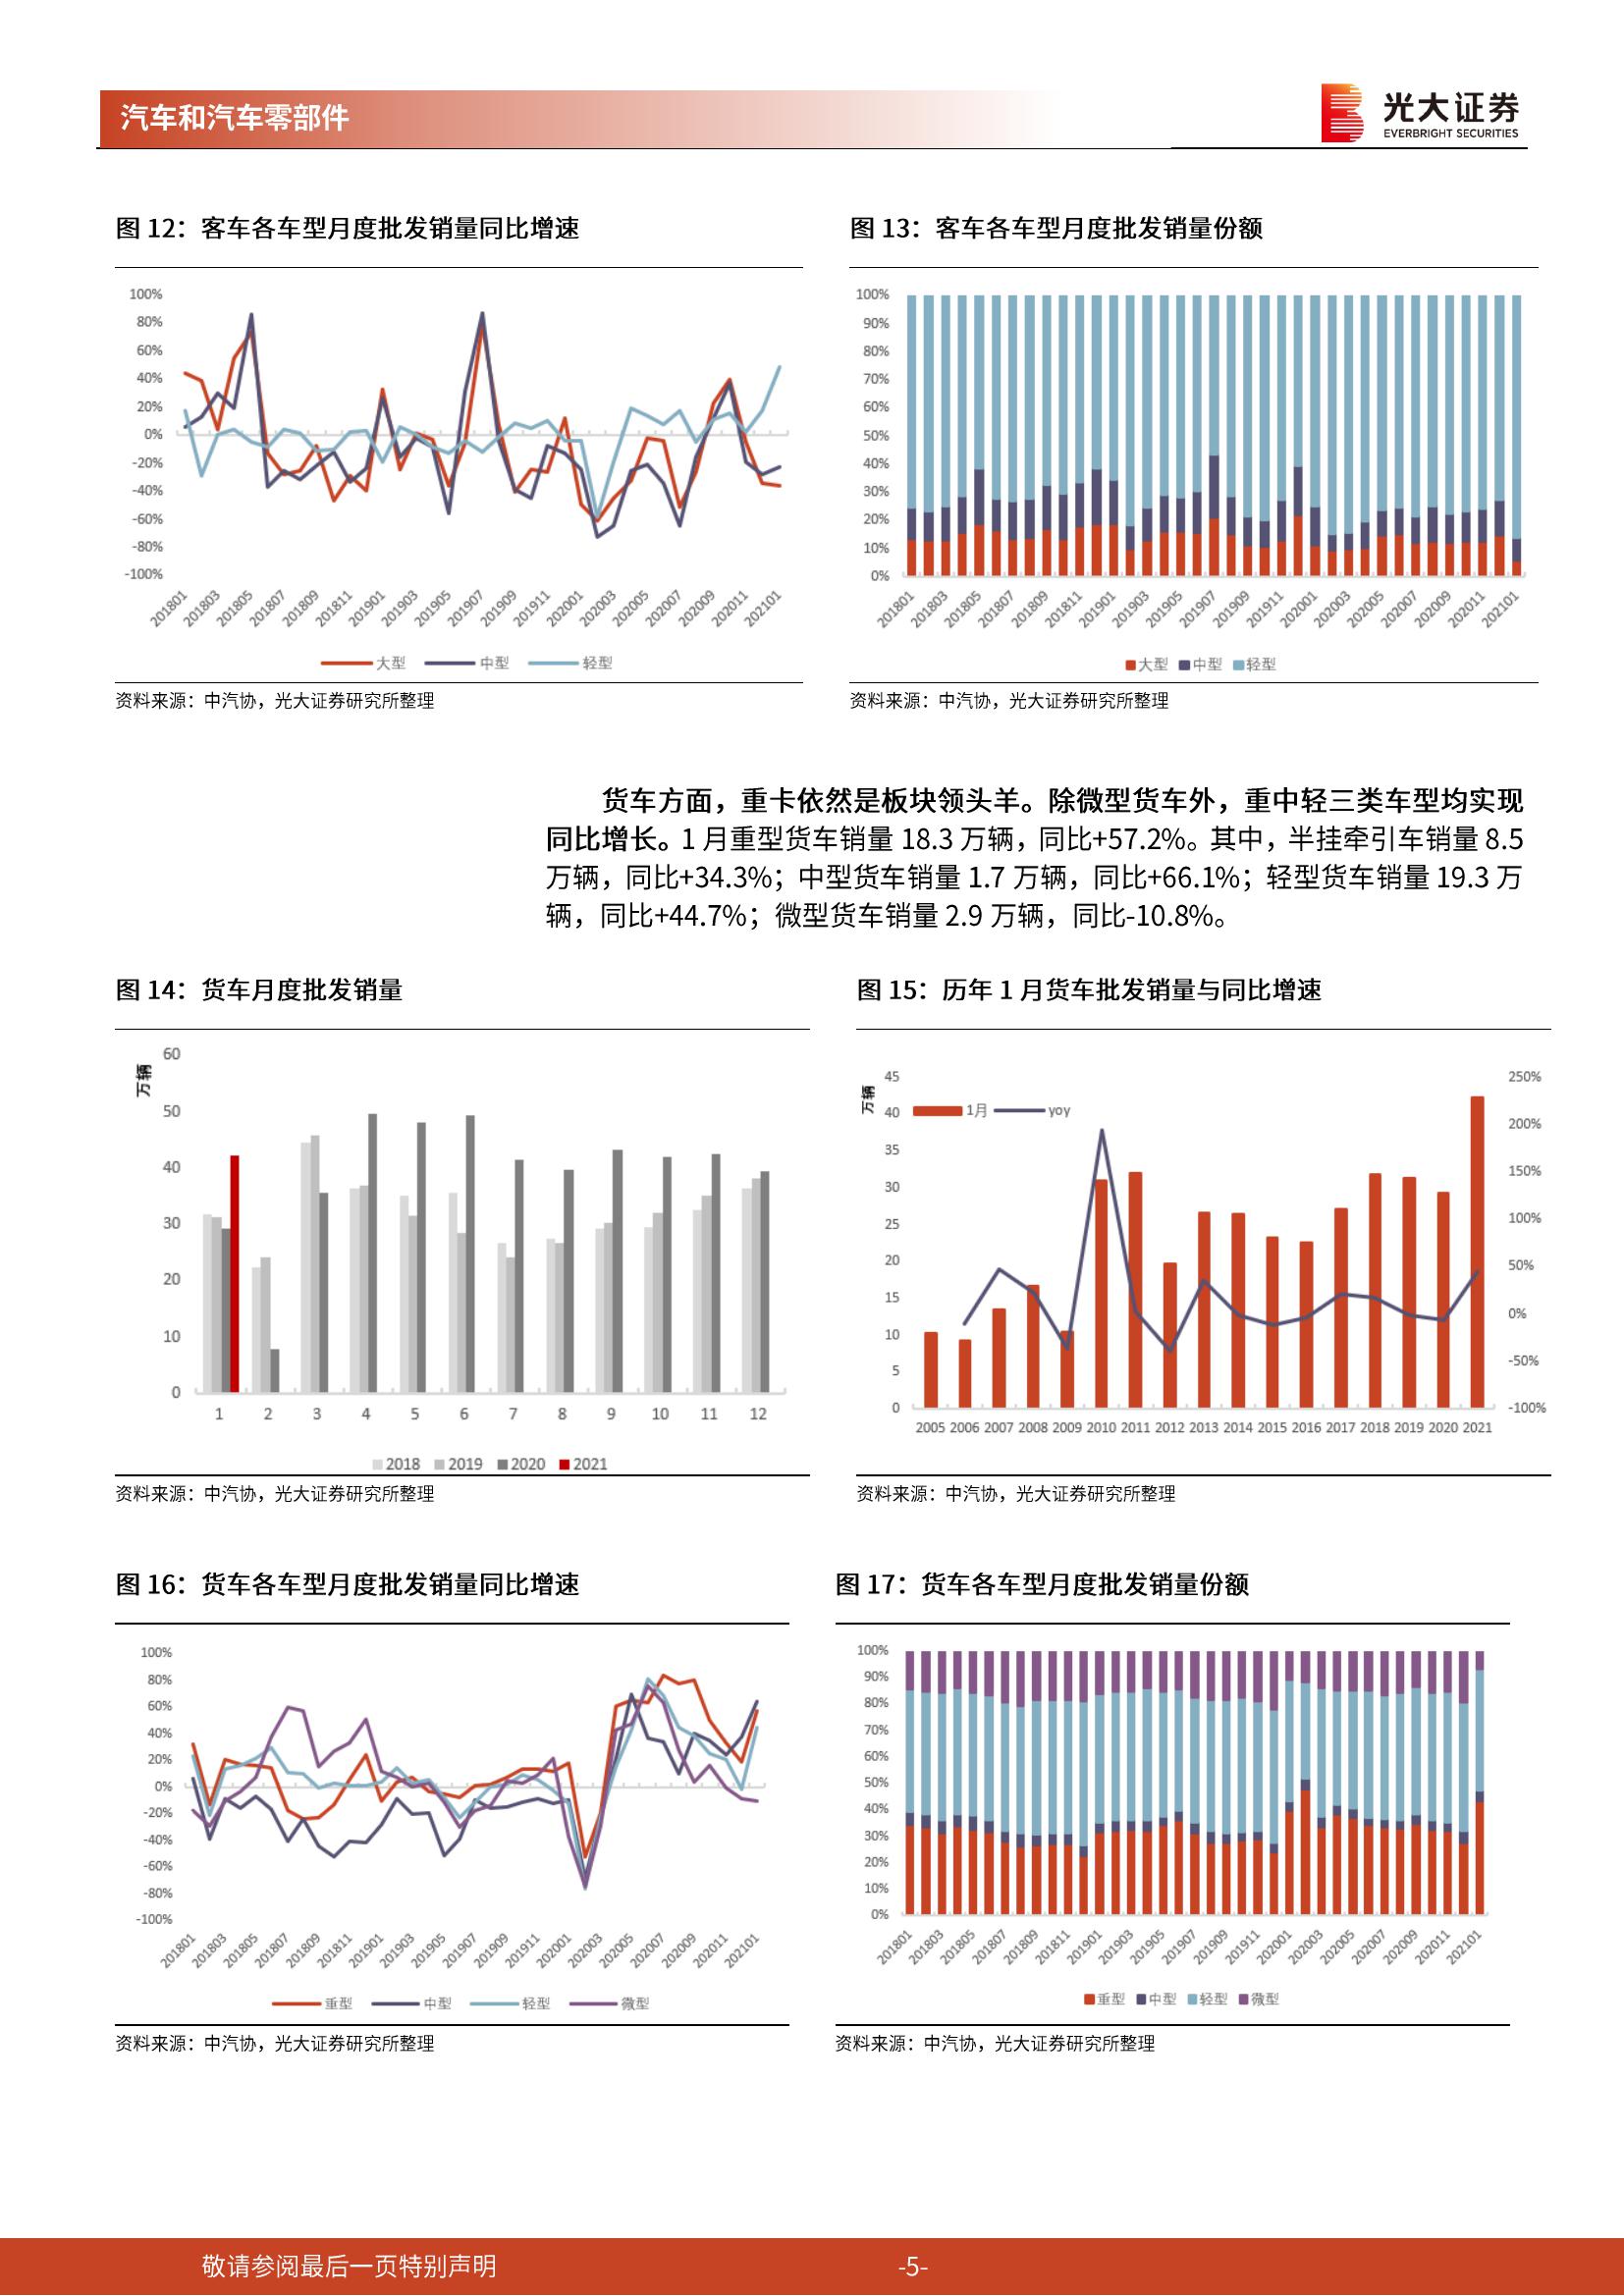 汽车和汽车零部件
光大证券
EVERBRIGHT SECURITIES
图 12：客车各车型月度批发销量同比增速
100%
80%
60%
40%
20%
0%
-20%
-40%
-60%
-80%
-100%
201801 201803 201805 201807 201809 201811 201901 201903 201905 201907 201909 201911 202001 202003 202005 202007 202009 202011 202101
大型 中型 轻型
资料来源：中汽协，光大证券研究所整理
图 13：客车各车型月度批发销量份额
100%
90%
80%
70%
60%
50%
40%
30%
20%
10%
0%
201801 201803 201805 201807 201809 201811 201901 201903 201905 201907 201909 201911 202001 202003 202005 202007 202009 202011 202101
大型 中型 轻型
资料来源：中汽协，光大证券研究所整理
货车方面，重卡依然是板块领头羊。除微型货车外，重中轻三类车型均实现
同比增长。1 月重型货车销量 18.3 万辆，同比+57.2%。其中，半挂牵引车销量 8.5
万辆，同比+34.3%；中型货车销量 1.7 万辆，同比+66.1%；轻型货车销量 19.3 万
辆，同比+44.7%；微型货车销量 2.9 万辆，同比-10.8%。
图 14：货车月度批发销量
万辆
60
50
40
30
20
10
0
1 2 3 4 5 6 7 8 9 10 11 12
2018 2019 2020 2021
资料来源：中汽协，光大证券研究所整理
图 15：历年 1 月货车批发销量与同比增速
万辆
45
40
35
30
25
20
15
10
5
0
1月 yoy
250%
200%
150%
100%
50%
0%
-50%
-100%
2005 2006 2007 2008 2009 2010 2011 2012 2013 2014 2015 2016 2017 2018 2019 2020 2021
资料来源：中汽协，光大证券研究所整理
图 16：货车各车型月度批发销量同比增速
100%
80%
60%
40%
20%
0%
-20%
-40%
-60%
-80%
-100%
201801 201803 201805 201807 201809 201811 201901 201903 201905 201907 201909 201911 202001 202003 202005 202007 202009 202011 202101
重型 中型 轻型 微型
资料来源：中汽协，光大证券研究所整理
图 17：货车各车型月度批发销量份额
100%
90%
80%
70%
60%
50%
40%
30%
20%
10%
0%
201801 201803 201805 201807 201809 201811 201901 201903 201905 201907 201909 201911 202001 202003 202005 202007 202009 202011 202101
重型 中型 轻型 微型
资料来源：中汽协，光大证券研究所整理
敬请参阅最后一页特别声明
-5-